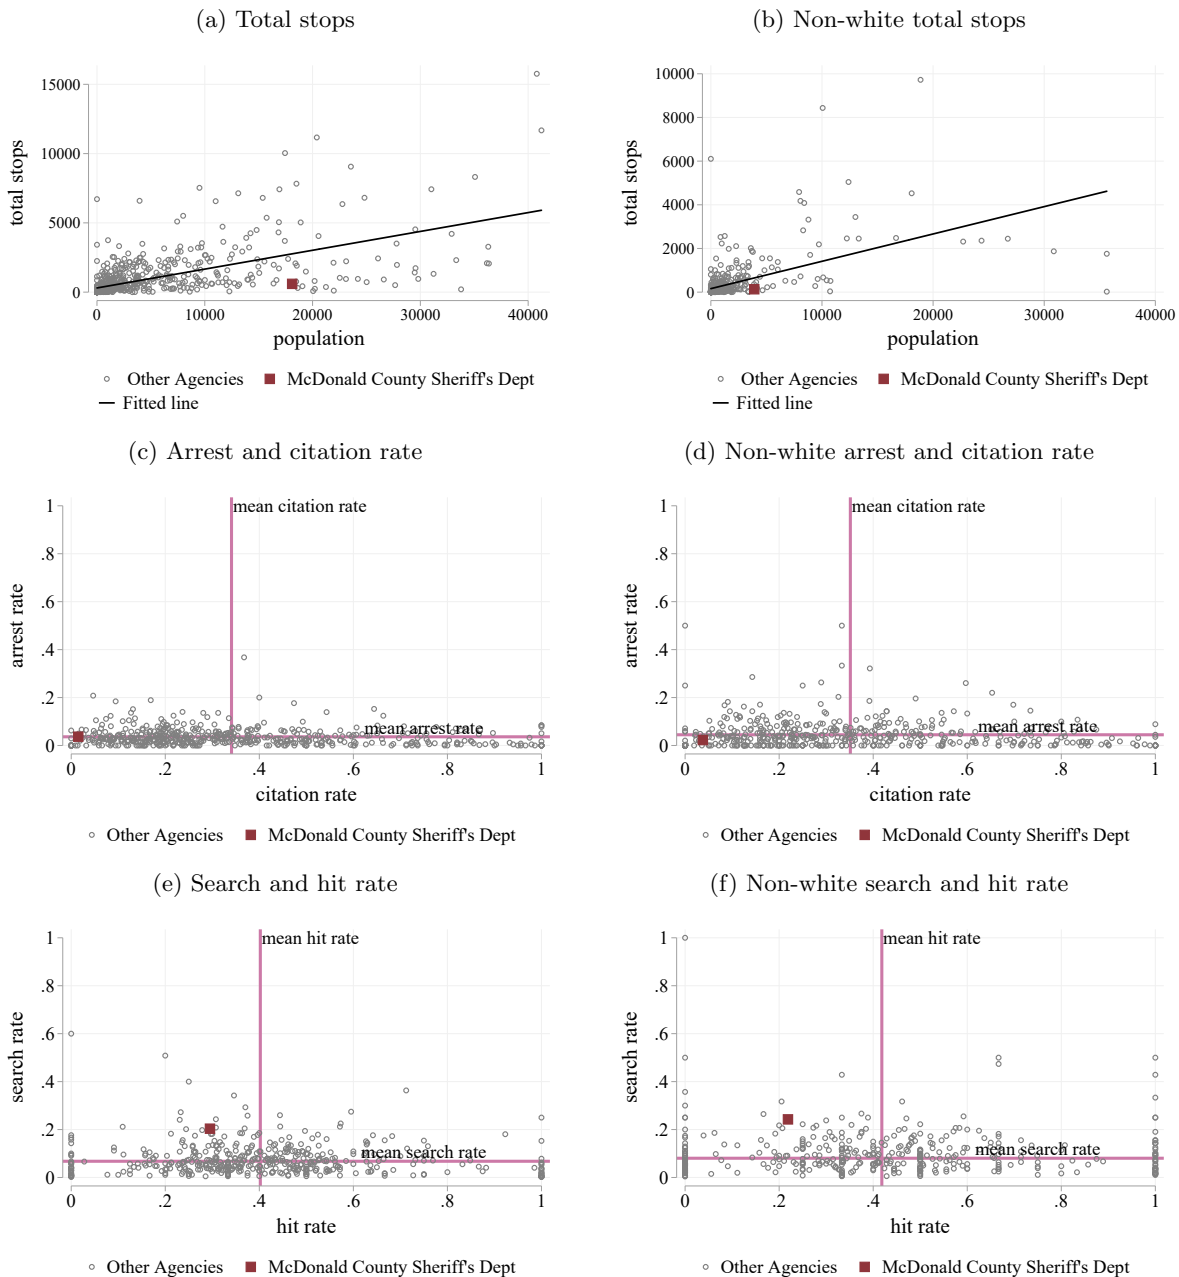 (a) Total stops
(b) Non-white total stops
total stops
15000
10000
5000
0
0 10000 20000 30000 40000
population
Other Agencies McDonald County Sheriff's Dept
Fitted line
total stops
10000
8000
6000
4000
2000
0
0 10000 20000 30000 40000
population
Other Agencies McDonald County Sheriff's Dept
Fitted line
(c) Arrest and citation rate
(d) Non-white arrest and citation rate
arrest rate
1
.8
.6
.4
.2
0
mean citation rate
mean arrest rate
0 .2 .4 .6 .8 1
citation rate
Other Agencies McDonald County Sheriff's Dept
arrest rate
1
.8
.6
.4
.2
0
mean citation rate
mean arrest rate
0 .2 .4 .6 .8 1
citation rate
Other Agencies McDonald County Sheriff's Dept
(e) Search and hit rate
(f) Non-white search and hit rate
search rate
1
.8
.6
.4
.2
0
mean hit rate
mean search rate
0 .2 .4 .6 .8 1
hit rate
Other Agencies McDonald County Sheriff's Dept
search rate
1
.8
.6
.4
.2
0
mean hit rate
mean search rate
0 .2 .4 .6 .8 1
hit rate
Other Agencies McDonald County Sheriff's Dept